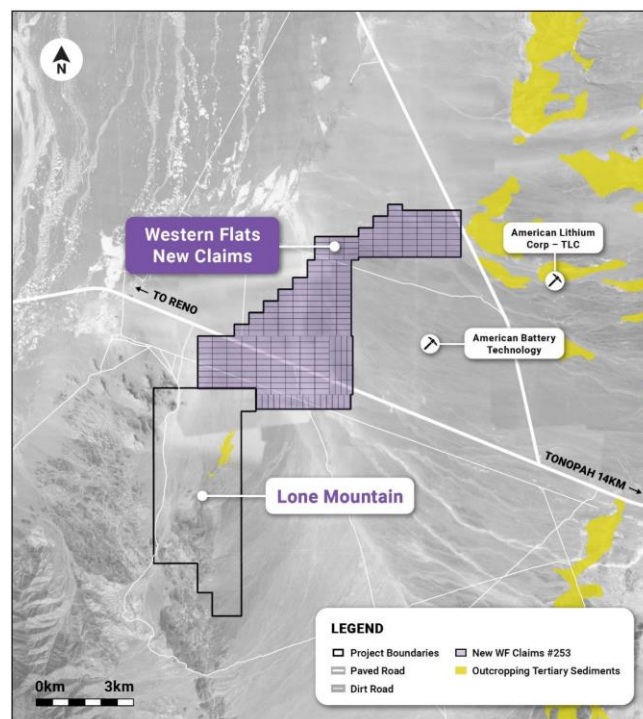 N
Western Flats
New Claims
American Lithium
Corp – TLC
← TO RENO
American Battery
Technology
TONOPAH 14KM →
Lone Mountain
LEGEND
Project Boundaries
New WF Claims #253
Paved Road
Outcropping Tertiary Sediments
Dirt Road
0km
3km